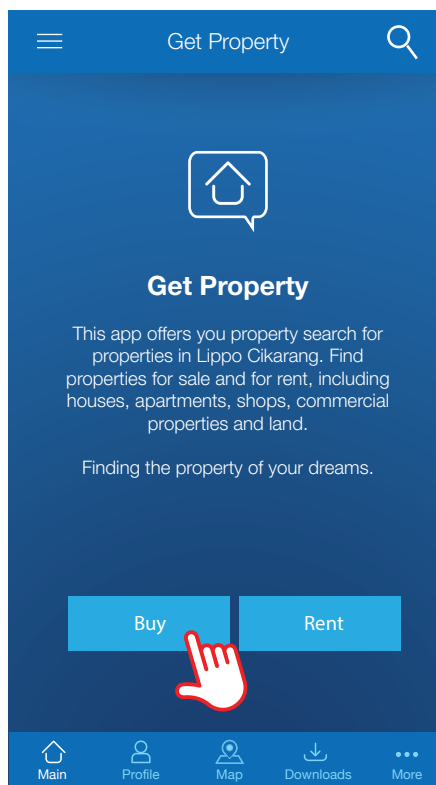 Get Property
Get Property
This app offers you property search for
properties in Lippo Cikarang. Find
properties for sale and for rent, including
houses, apartments, shops, commercial
properties and land.
Finding the property of your dreams.
Buy Rent
Main Profile Map Downloads More